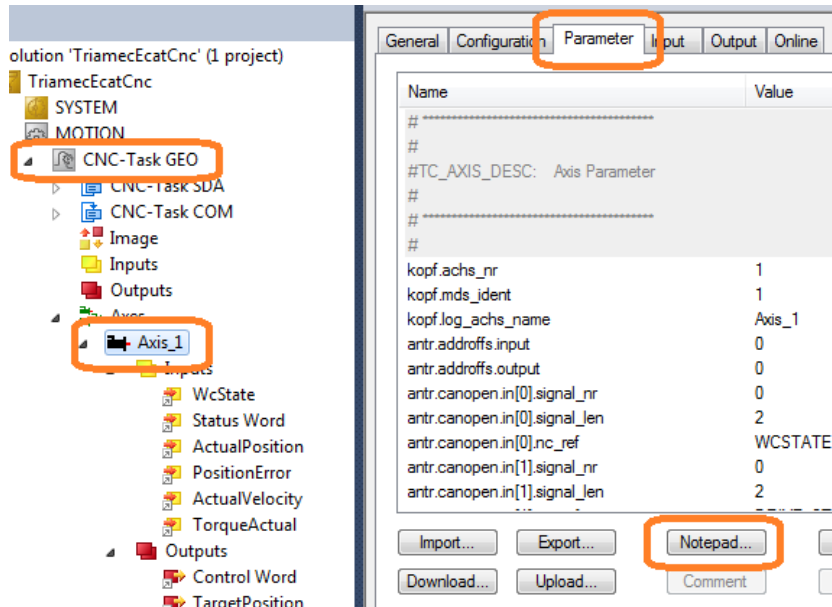 olution 'TriamecEcatCnc' (1 project)
TriamecEcatCnc
SYSTEM
MOTION
CNC-Task GEO
CNC-Task SDA
CNC-Task COM
Image
Inputs
Outputs
Axes
Axis_1
Inputs
WcState
Status Word
ActualPosition
PositionError
ActualVelocity
TorqueActual
Outputs
Control Word
TargetPosition
General Configuration Parameter Input Output Online
Name Value
# *******************************************
#
#TC_AXIS_DESC: Axis Parameter
#
# *******************************************
#
kopf.achs_nr 1
kopf.mds_ident 1
kopf.log_achs_name Axis_1
antr.addroffs.input 0
antr.addroffs.output 0
antr.canopen.in[0].signal_nr 0
antr.canopen.in[0].signal_len 2
antr.canopen.in[0].nc_ref WCSTATE
antr.canopen.in[1].signal_nr 0
antr.canopen.in[1].signal_len 2
Import... Export... Notepad...
Download... Upload... Comment